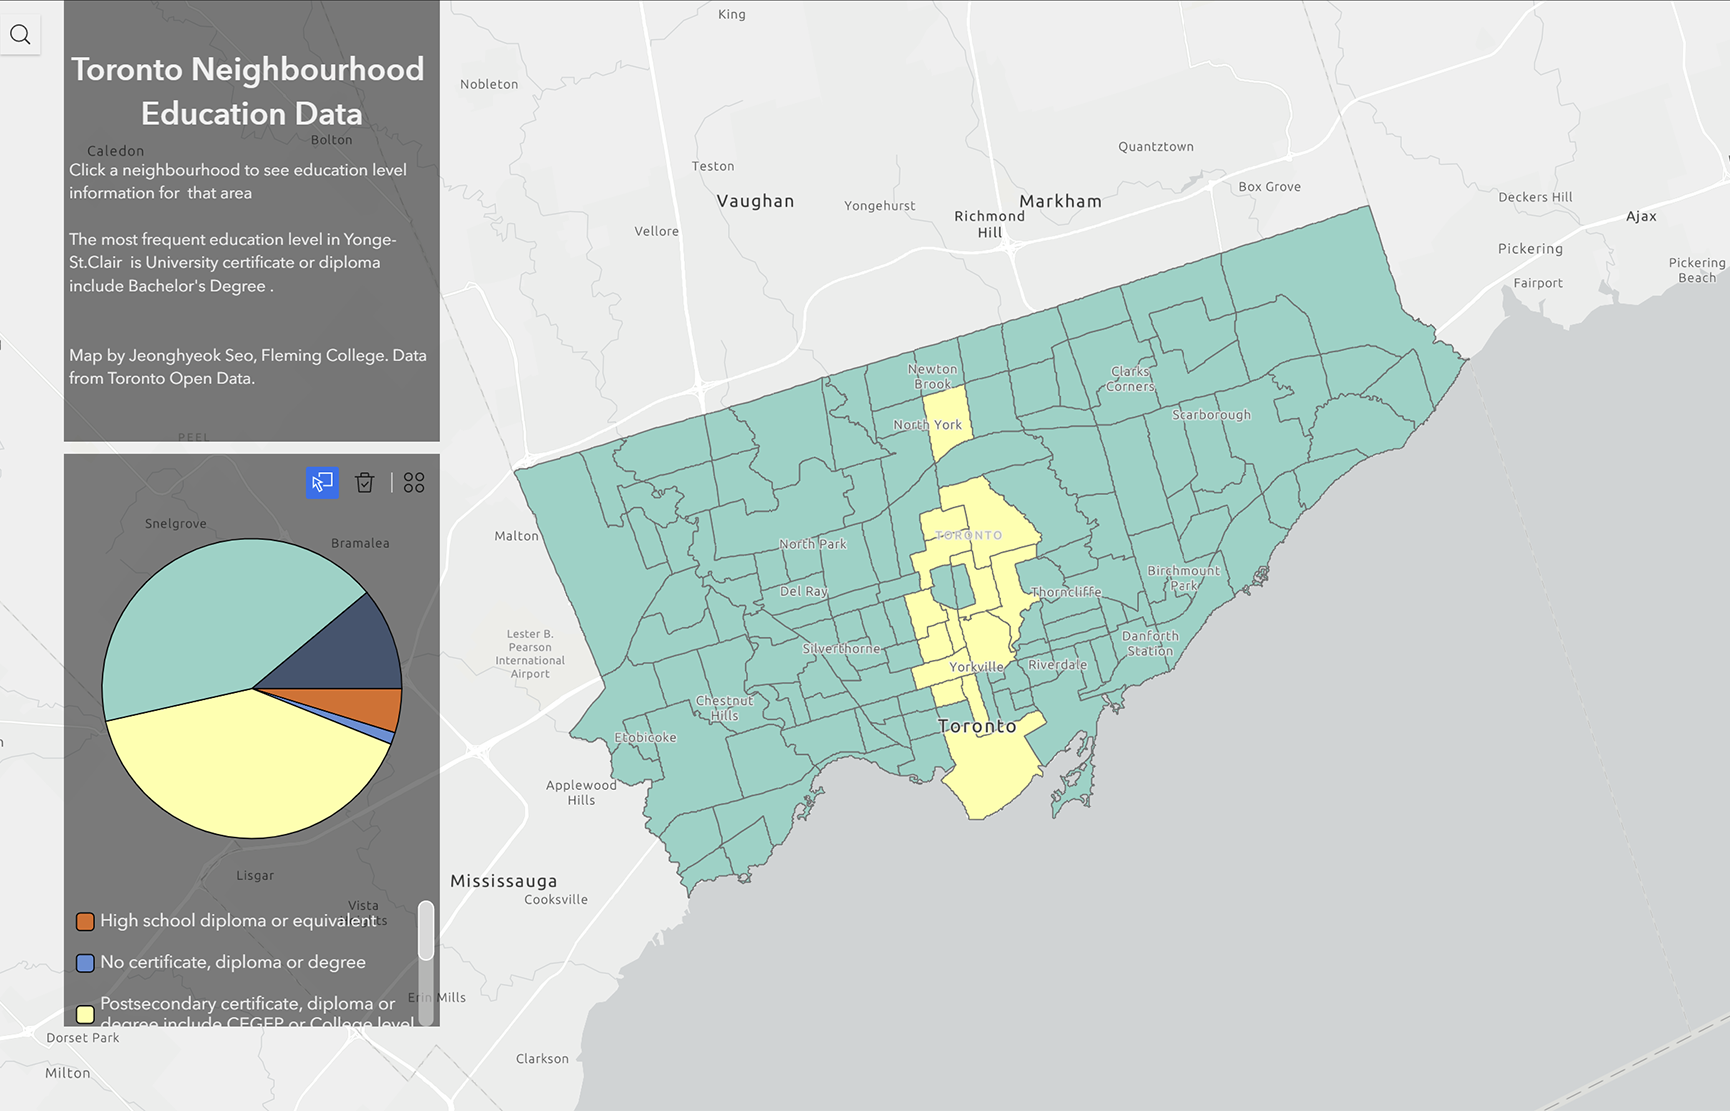 Toronto Neighbourhood
Education Data
Click a neighbourhood to see education level
information for that area
The most frequent education level in Yonge-
St.Clair is University certificate or diploma
include Bachelor's Degree .
Map by Jeonghyeok Seo, Fleming College. Data
from Toronto Open Data.
High school diploma or equivalent
No certificate, diploma or degree
Postsecondary certificate, diploma or
degree include CEGEP or College level
Caledon
Bolton
PEEL
Snelgrove
Bramalea
Lisgar
Vista
Erin Mills
Dorset Park
Milton
King
Nobleton
Teston
Vaughan
Yongehurst
Vellore
Richmond
Hill
Markham
Quantztown
Box Grove
Deckers Hill
Ajax
Pickering
Pickering
Beach
Fairport
Newton
Brook
North York
Clarks
Corners
Scarborough
Malton
North Park
TORONTO
Del Ray
Thorncliffe
Birchmount
Park
Lester B.
Pearson
International
Airport
Silverthorne
Yorkville
Riverdale
Danforth
Station
Chestnut
Hills
Etobicoke
Toronto
Applewood
Hills
Mississauga
Cooksville
Clarkson